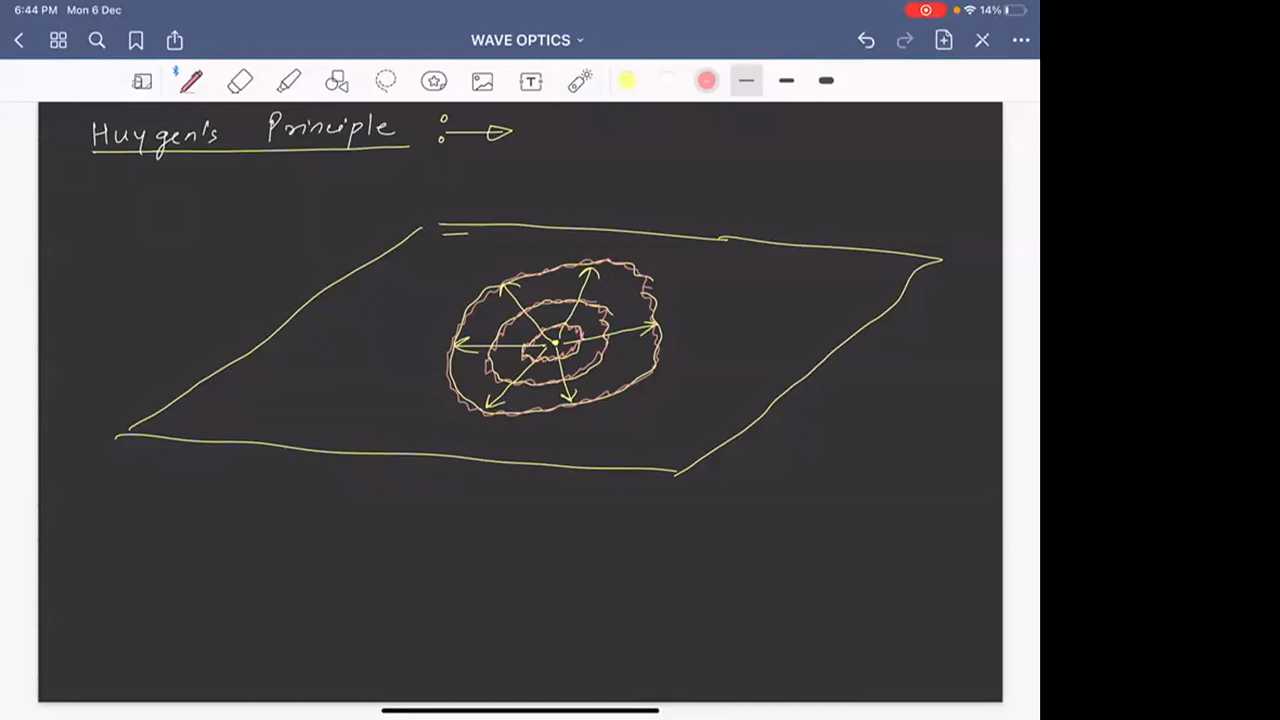 6:44 PM Mon 6 Dec
14%
WAVE OPTICS
T
Huygen's Principle :